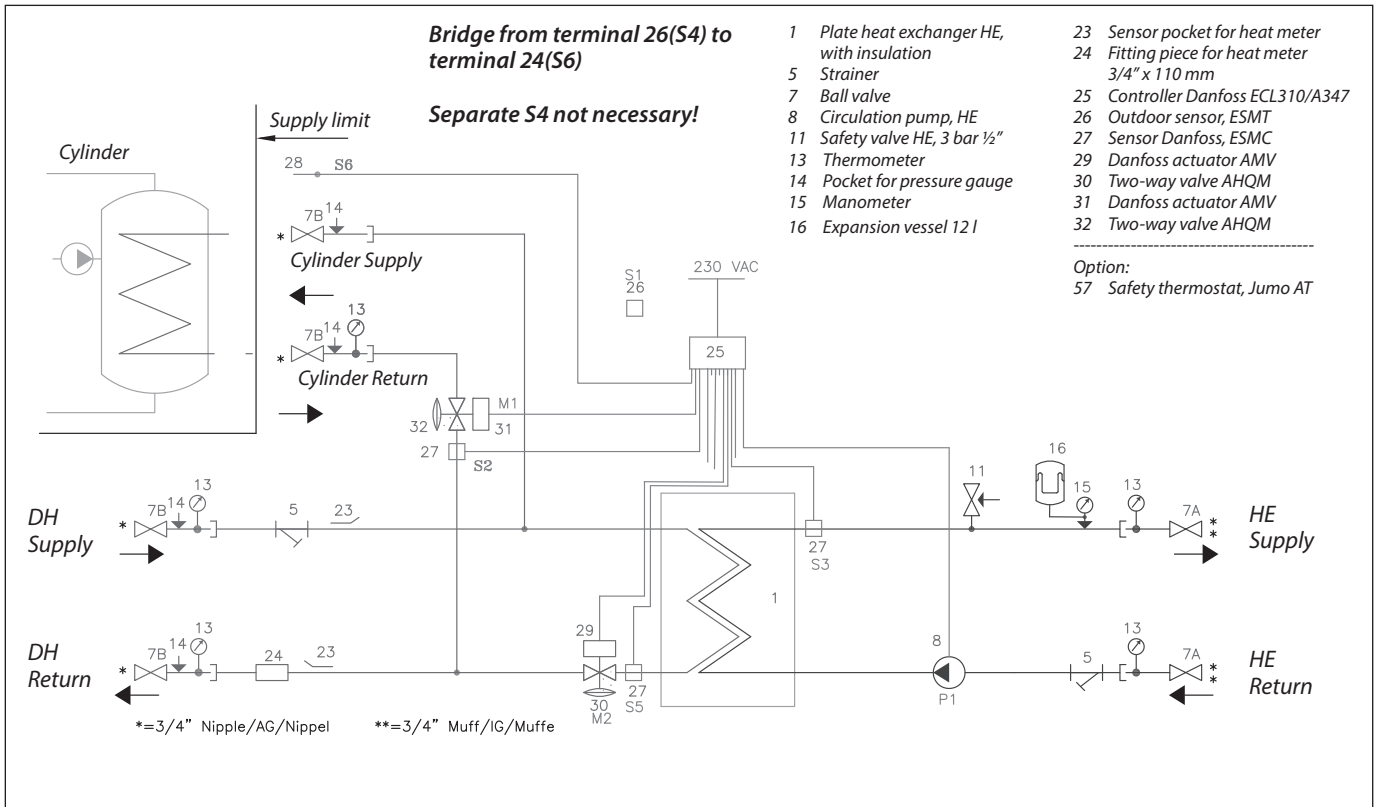 Bridge from terminal 26(S4) to
terminal 24(S6)
Separate S4 not necessary!
1 Plate heat exchanger HE,
with insulation
5 Strainer
7 Ball valve
8 Circulation pump, HE
11 Safety valve HE, 3 bar ½”
13 Thermometer
14 Pocket for pressure gauge
15 Manometer
16 Expansion vessel 12 l
23 Sensor pocket for heat meter
24 Fitting piece for heat meter
3/4” x 110 mm
25 Controller Danfoss ECL310/A347
26 Outdoor sensor, ESMT
27 Sensor Danfoss, ESMC
29 Danfoss actuator AMV
30 Two-way valve AHQM
31 Danfoss actuator AMV
32 Two-way valve AHQM
---------------------------------------
Option:
57 Safety thermostat, Jumo AT
Supply limit
Cylinder
28 S6
7B 14
*
Cylinder Supply
S1
26
230 VAC
13
7B 14
*
Cylinder Return
25
M1
32 31
27 S2
16
11
15 13
7A
13
14
7B
5 23
DH
Supply
*
**
HE
Supply
27
S3
1
29
8
13
7A
13
14
7B
24 23
DH
Return
*
**
HE
Return
30
M2
27
S5
P1
5
*=3/4” Nipple/AG/Nippel **=3/4” Muff/IG/Muffe